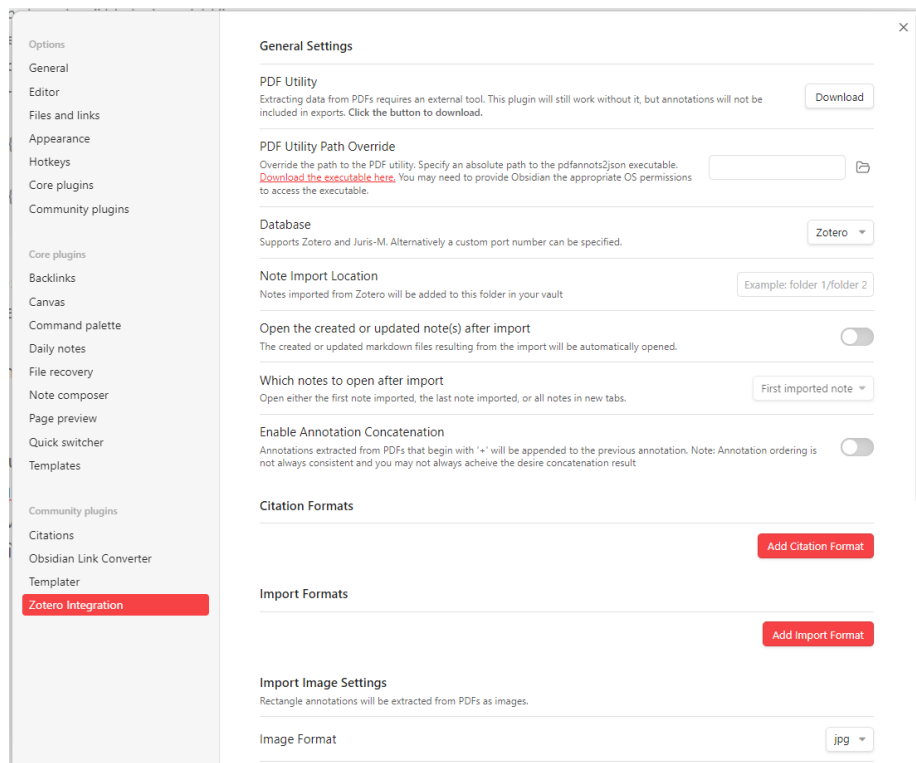 Options
General
Editor
Files and links
Appearance
Hotkeys
Core plugins
Community plugins
Core plugins
Backlinks
Canvas
Command palette
Daily notes
File recovery
Note composer
Page preview
Quick switcher
Templates
Community plugins
Citations
Obsidian Link Converter
Templater
Zotero Integration
General Settings
PDF Utility
Extracting data from PDFs requires an external tool. This plugin will still work without it, but annotations will not be
included in exports. Click the button to download.
Download
PDF Utility Path Override
Override the path to the PDF utility. Specify an absolute path to the pdfannots2json executable.
Download the executable here. You may need to provide Obsidian the appropriate OS permissions
to access the executable.
Database
Supports Zotero and Juris-M. Alternatively a custom port number can be specified.
Zotero
Note Import Location
Notes imported from Zotero will be added to this folder in your vault
Example: folder 1/folder 2
Open the created or updated note(s) after import
The created or updated markdown files resulting from the import will be automatically opened.
Which notes to open after import
Open either the first note imported, the last note imported, or all notes in new tabs.
First imported note
Enable Annotation Concatenation
Annotations extracted from PDFs that begin with '+' will be appended to the previous annotation. Note: Annotation ordering is
not always consistent and you may not always acheive the desire concatenation result
Citation Formats
Add Citation Format
Import Formats
Add Import Format
Import Image Settings
Rectangle annotations will be extracted from PDFs as images.
Image Format
jpg